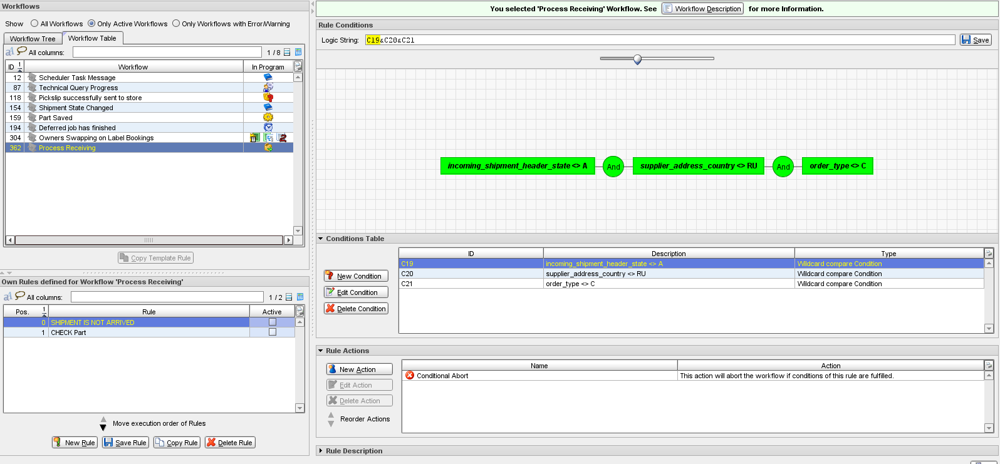 Workflows
Show All Workflows Only Active Workflows Only Workflows with Error/Warning
Workflow Tree Workflow Table
All columns: 1 / 8
ID 1 Workflow In Program
12 Scheduler Task Message
87 Technical Query Progress
118 Pickslip successfully sent to store
154 Shipment State Changed
159 Part Saved
194 Deferred job has finished
304 Owners Swapping on Label Bookings
362 Process Receiving
Copy Template Rule
Own Rules defined for Workflow 'Process Receiving'
All columns: 1 / 2
Pos. 1 Rule Active
0 SHIPMENT IS NOT ARRIVED
1 CHECK Part
Move execution order of Rules
New Rule Save Rule Copy Rule Delete Rule
You selected 'Process Receiving' Workflow. See Workflow Description for more Information.
Rule Conditions
Logic String: C19&C20&C21 Save
incoming_shipment_header_state <> A And supplier_address_country <> RU And order_type <> C
Conditions Table
New Condition
Edit Condition
Delete Condition
ID Description Type
C19 incoming_shipment_header_state <> A Wildcard compare Condition
C20 supplier_address_country <> RU Wildcard compare Condition
C21 order_type <> C Wildcard compare Condition
Rule Actions
New Action
Edit Action
Delete Action
Reorder Actions
Name Action
Conditional Abort This action will abort the workflow if conditions of this rule are fulfilled.
Rule Description